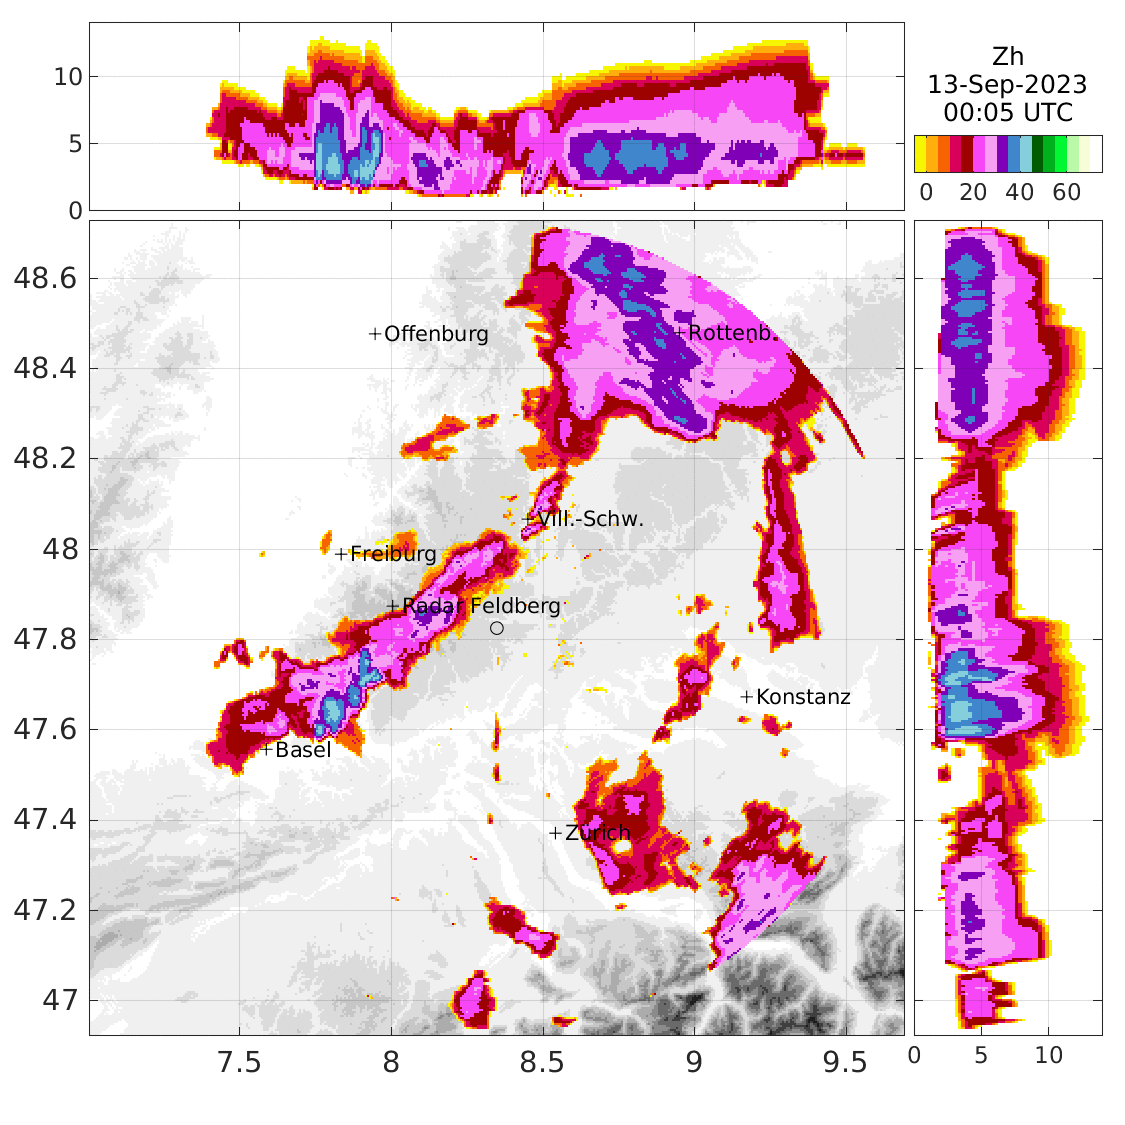 10
5
0
Zh
13-Sep-2023
00:05 UTC
0 20 40 60
48.6
48.4
48.2
48
47.8
47.6
47.4
47.2
47
+Offenburg
+Rottenb.
+Vill.-Schw.
+Freiburg
+Radar Feldberg
+Konstanz
+Basel
+Zürich
7.5 8 8.5 9 9.5
0 5 10